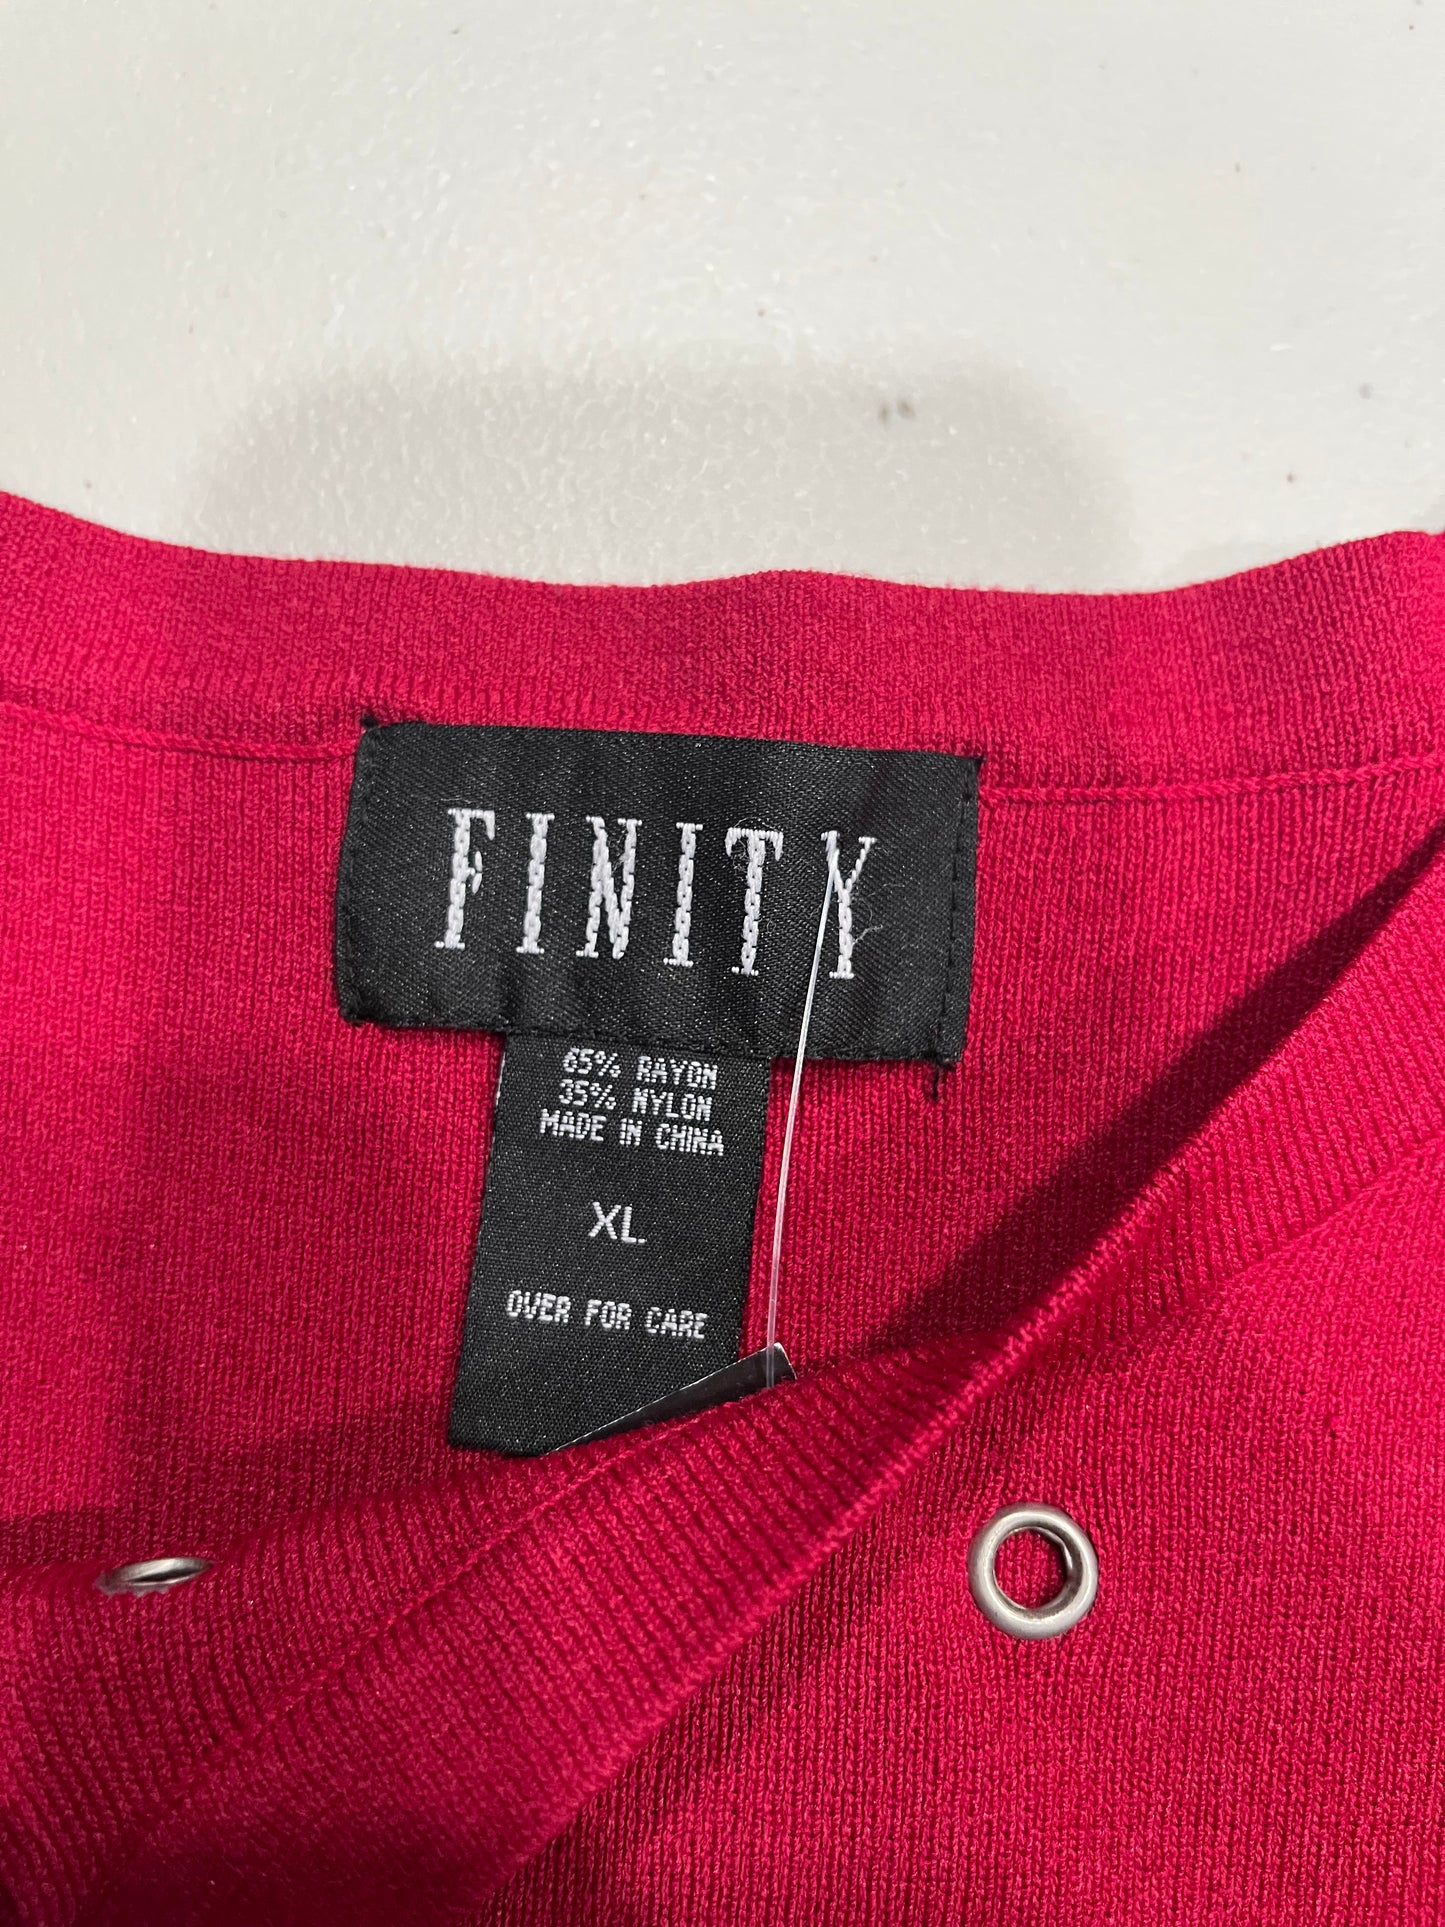 FINITY
65% RAYON
35% NYLON
MADE IN CHINA
XL
OVER FOR CARE